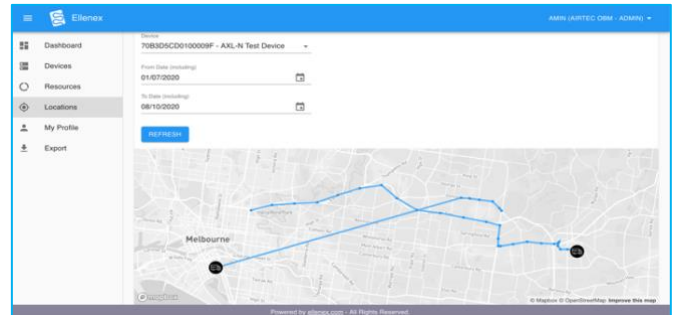 Ellenex
AMIN (AIRTEC OBM - ADMIN)
Dashboard
Devices
Resources
Locations
My Profile
Export
Device
70B3D5CD0100009F - AXL-N Test Device
From Date (including)
01/07/2020
To Date (including)
08/10/2020
REFRESH
Melbourne
mapbox
© Mapbox © OpenStreetMap Improve this map
Powered by ellenex.com - All Rights Reserved.